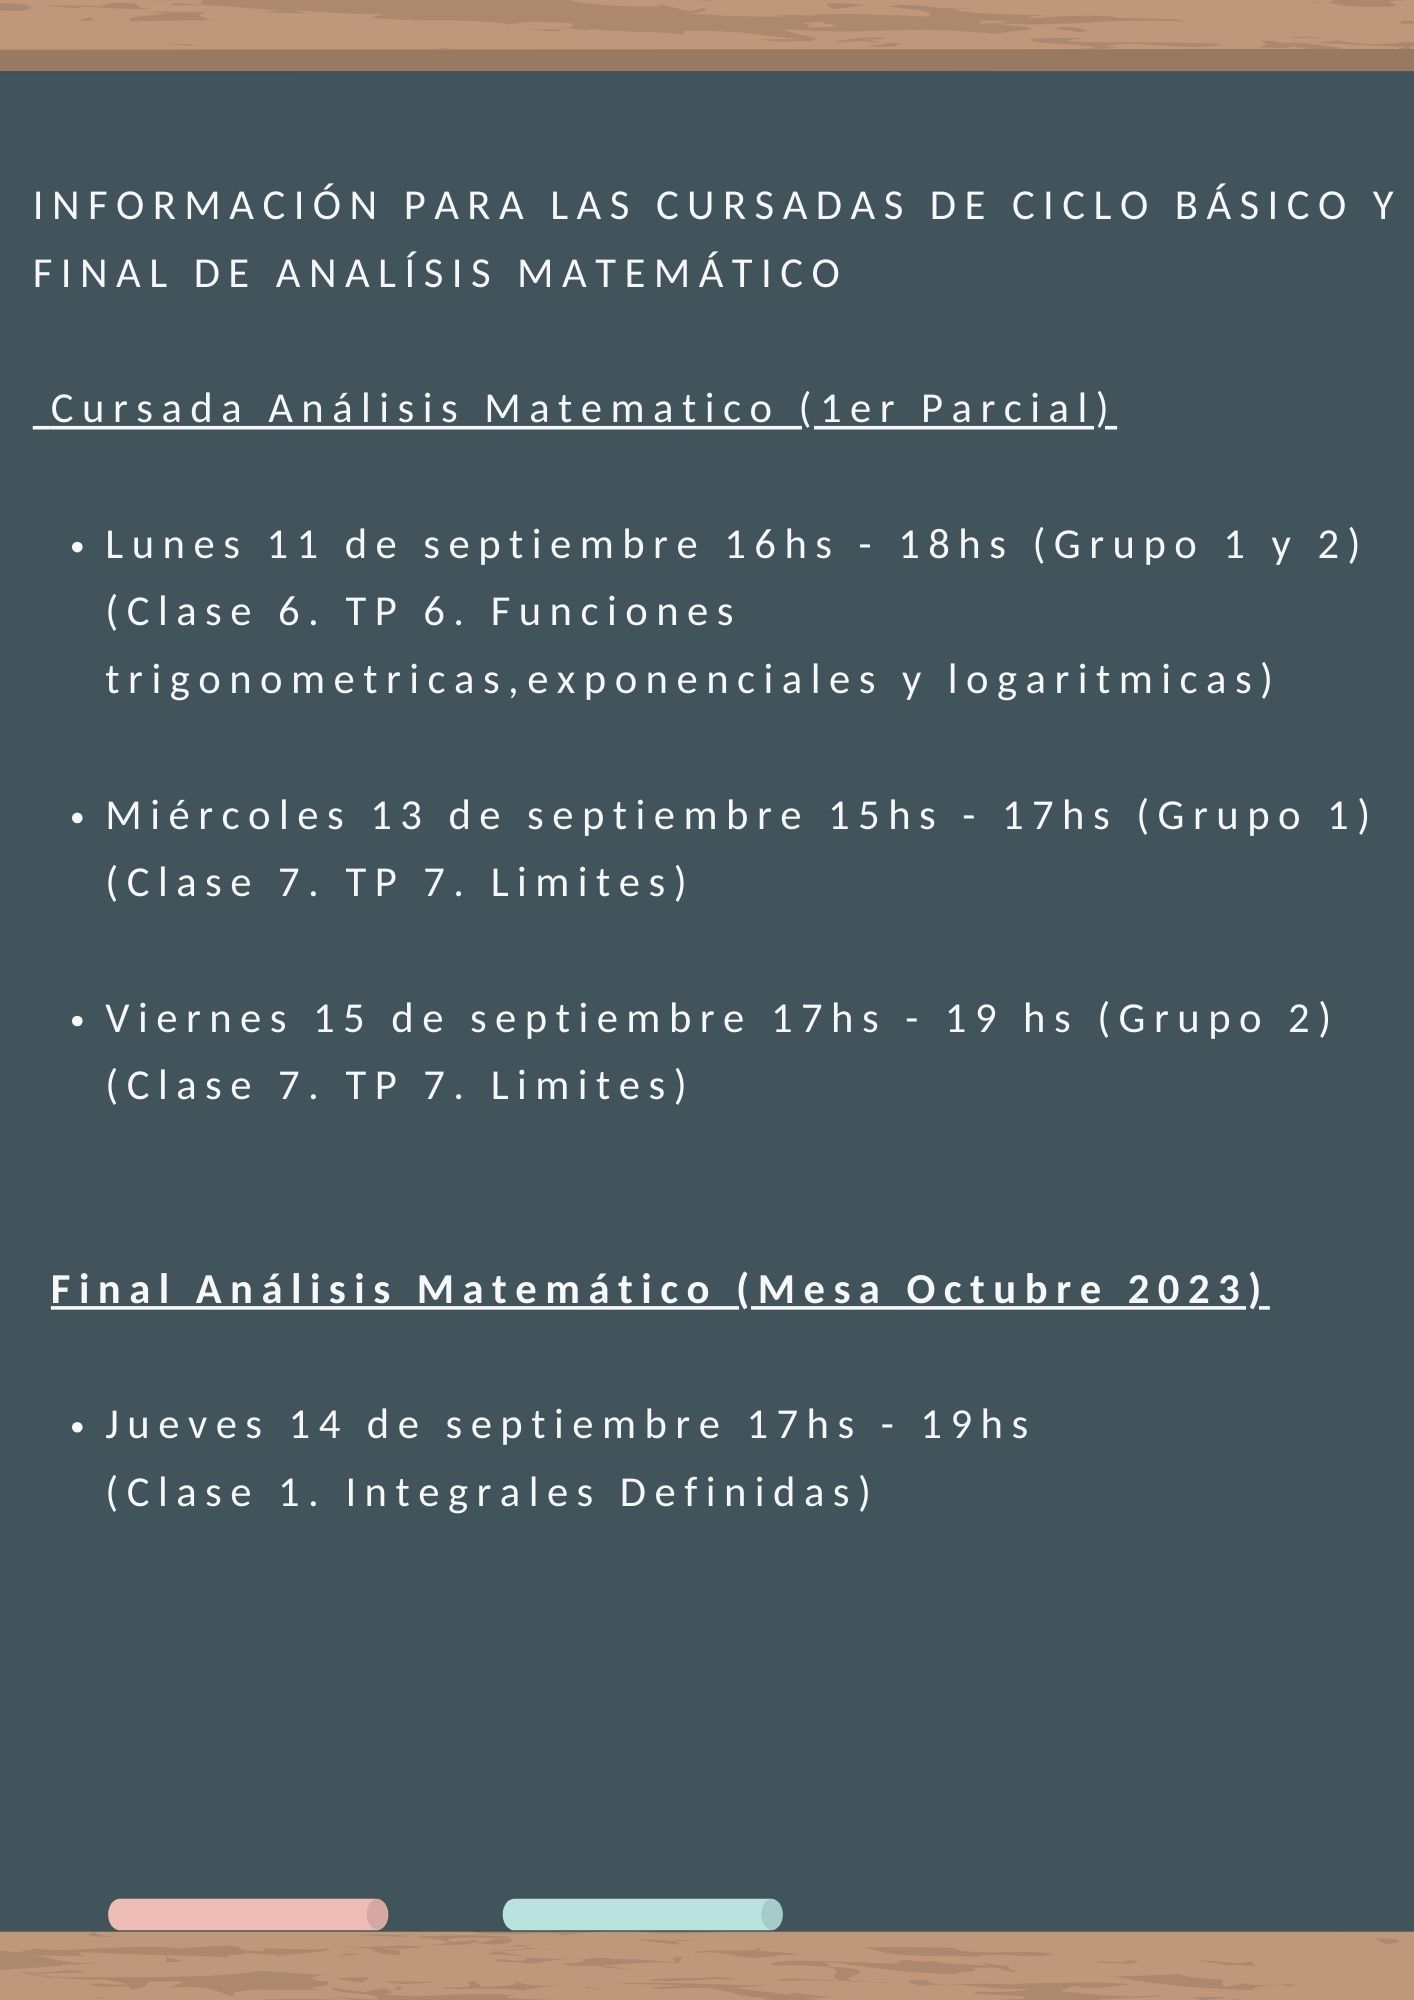 INFORMACIÓN PARA LAS CURSADAS DE CICLO BÁSICO Y
FINAL DE ANALÍSIS MATEMÁTICO
Cursada Análisis Matematico (1er Parcial)
• Lunes 11 de septiembre 16hs - 18hs (Grupo 1 y 2)
(Clase 6. TP 6. Funciones
trigonometricas,exponenciales y logaritmicas)
• Miércoles 13 de septiembre 15hs - 17hs (Grupo 1)
(Clase 7. TP 7. Limites)
• Viernes 15 de septiembre 17hs - 19 hs (Grupo 2)
(Clase 7. TP 7. Limites)
Final Análisis Matemático (Mesa Octubre 2023)
• Jueves 14 de septiembre 17hs - 19hs
(Clase 1. Integrales Definidas)